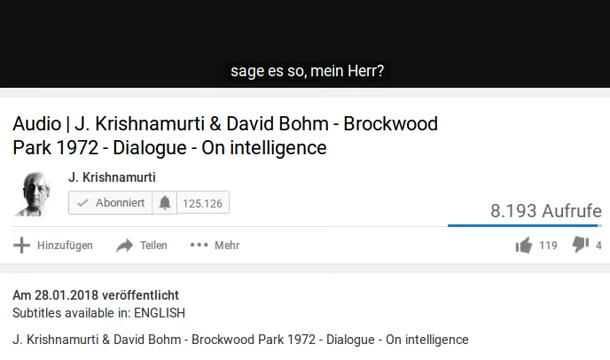 sage es so, mein Herr?
Audio | J. Krishnamurti & David Bohm - Brockwood
Park 1972 - Dialogue - On intelligence
J. Krishnamurti
Abonniert 125.126
8.193 Aufrufe
Hinzufügen Teilen Mehr 119 4
Am 28.01.2018 veröffentlicht
Subtitles available in: ENGLISH
J. Krishnamurti & David Bohm - Brockwood Park 1972 - Dialogue - On intelligence